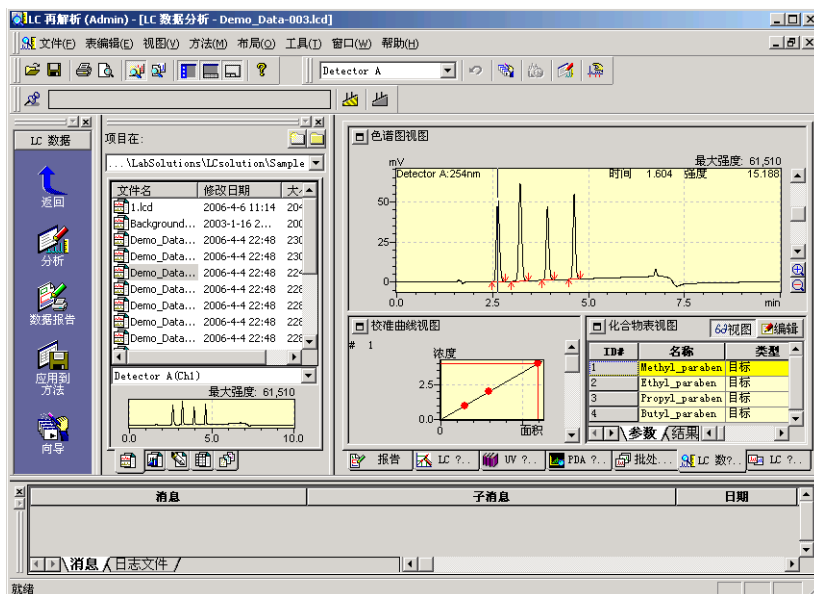 LC 再解析 (Admin) - [LC 数据分析 - Demo_Data-003.lcd]
文件(F) 表编辑(E) 视图(V) 方法(M) 布局(O) 工具(T) 窗口(W) 帮助(H)
Detector A
LC 数据
返回
分析
数据报告
应用到
方法
向导
项目在:
...\LabSolutions\LCsolution\Sample
文件名 修改日期 大
1.lcd 2006-4-6 11:14 204
Background... 2003-1-16 2... 200
Demo_Data... 2006-4-4 22:48 230
Demo_Data... 2006-4-4 22:48 230
Demo_Data... 2006-4-4 22:48 224
Demo_Data... 2006-4-4 22:48 228
Demo_Data... 2006-4-4 22:48 228
Demo_Data... 2006-4-4 22:48 228
Demo_Data... 2006-4-4 22:48 228
Detector A(Ch1)
最大强度: 61,510
0.0 5.0 10.0
色谱图视图
mV 最大强度: 61,510
Detector A:254nm 时间 1.604 强度 15.188
50
25
0
0.0 2.5 5.0 7.5 min
校准曲线视图
# 1
浓度
2.5
0.0
0 面积
化合物表视图 视图 编辑
ID# 名称 类型
1 Methyl_paraben 目标
2 Ethyl_paraben 目标
3 Propyl_paraben 目标
4 Butyl_paraben 目标
参数 结果
报告 LC ?.. UV ?.. PDA ?.. 批处... LC 数?.. LC ?..
消息 子消息 日期
消息 日志文件
就绪